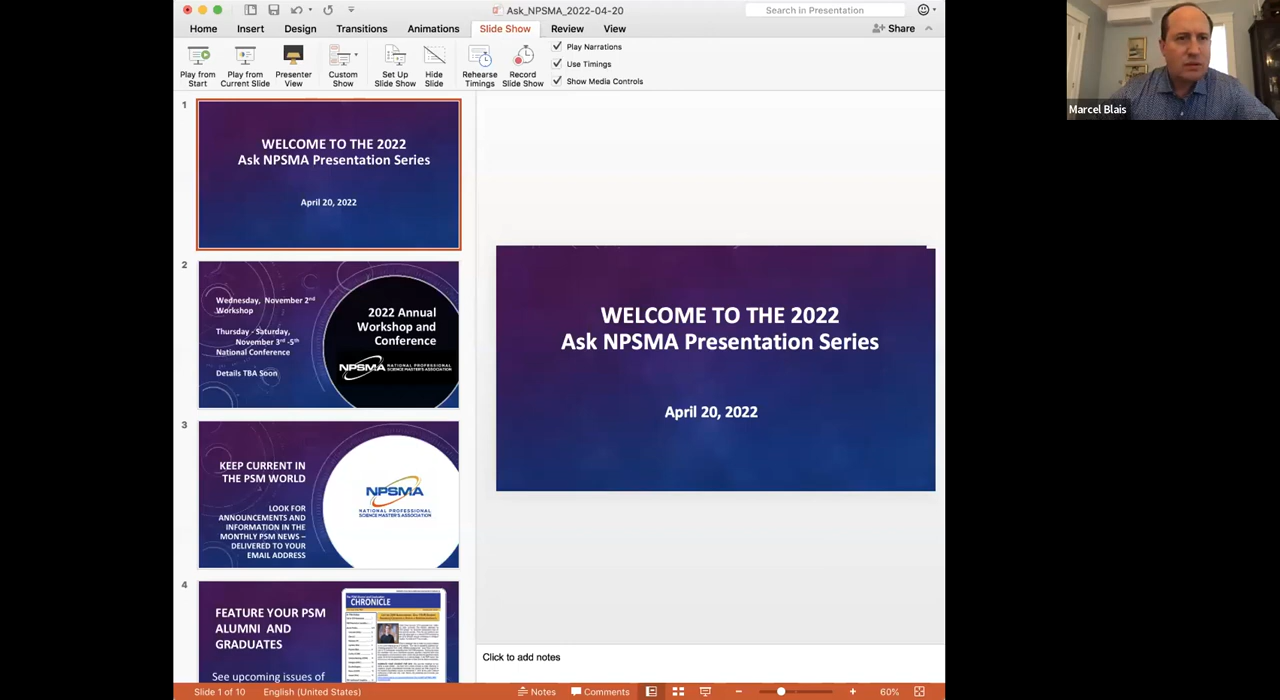 Ask_NPSMA_2022-04-20
Search in Presentation
Home Insert Design Transitions Animations Slide Show Review View
Share
Play from Start
Play from Current Slide
Presenter View
Custom Show
Set Up Slide Show
Hide Slide
Rehearse Timings
Record Slide Show
Play Narrations
Use Timings
Show Media Controls
Marcel Blais
1
WELCOME TO THE 2022
Ask NPSMA Presentation Series
April 20, 2022
2
Wednesday, November 2nd
Workshop
Thursday - Saturday,
November 3rd -5th
National Conference
Details TBA Soon
2022 Annual
Workshop and
Conference
NPSMA NATIONAL PROFESSIONAL
SCIENCE MASTER'S ASSOCIATION
3
KEEP CURRENT IN
THE PSM WORLD
LOOK FOR
ANNOUNCEMENTS AND
INFORMATION IN THE
MONTHLY PSM NEWS –
DELIVERED TO YOUR
EMAIL ADDRESS
NPSMA
NATIONAL PROFESSIONAL
SCIENCE MASTER'S ASSOCIATION
4
FEATURE YOUR PSM
ALUMNI AND
GRADUATES
See upcoming issues of
CHRONICLE
WELCOME TO THE 2022
Ask NPSMA Presentation Series
April 20, 2022
Click to add notes
Slide 1 of 10 English (United States) Notes Comments 60%